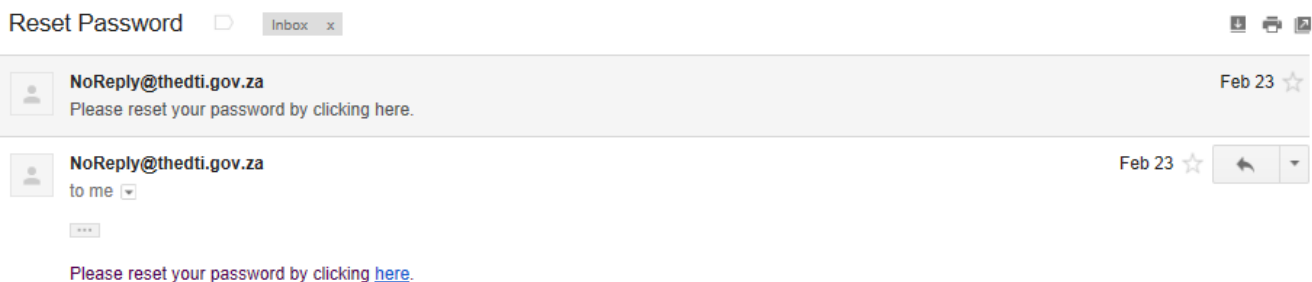 Reset Password
Inbox x
NoReply@thedti.gov.za Feb 23
Please reset your password by clicking here.
NoReply@thedti.gov.za Feb 23
to me
Please reset your password by clicking here.